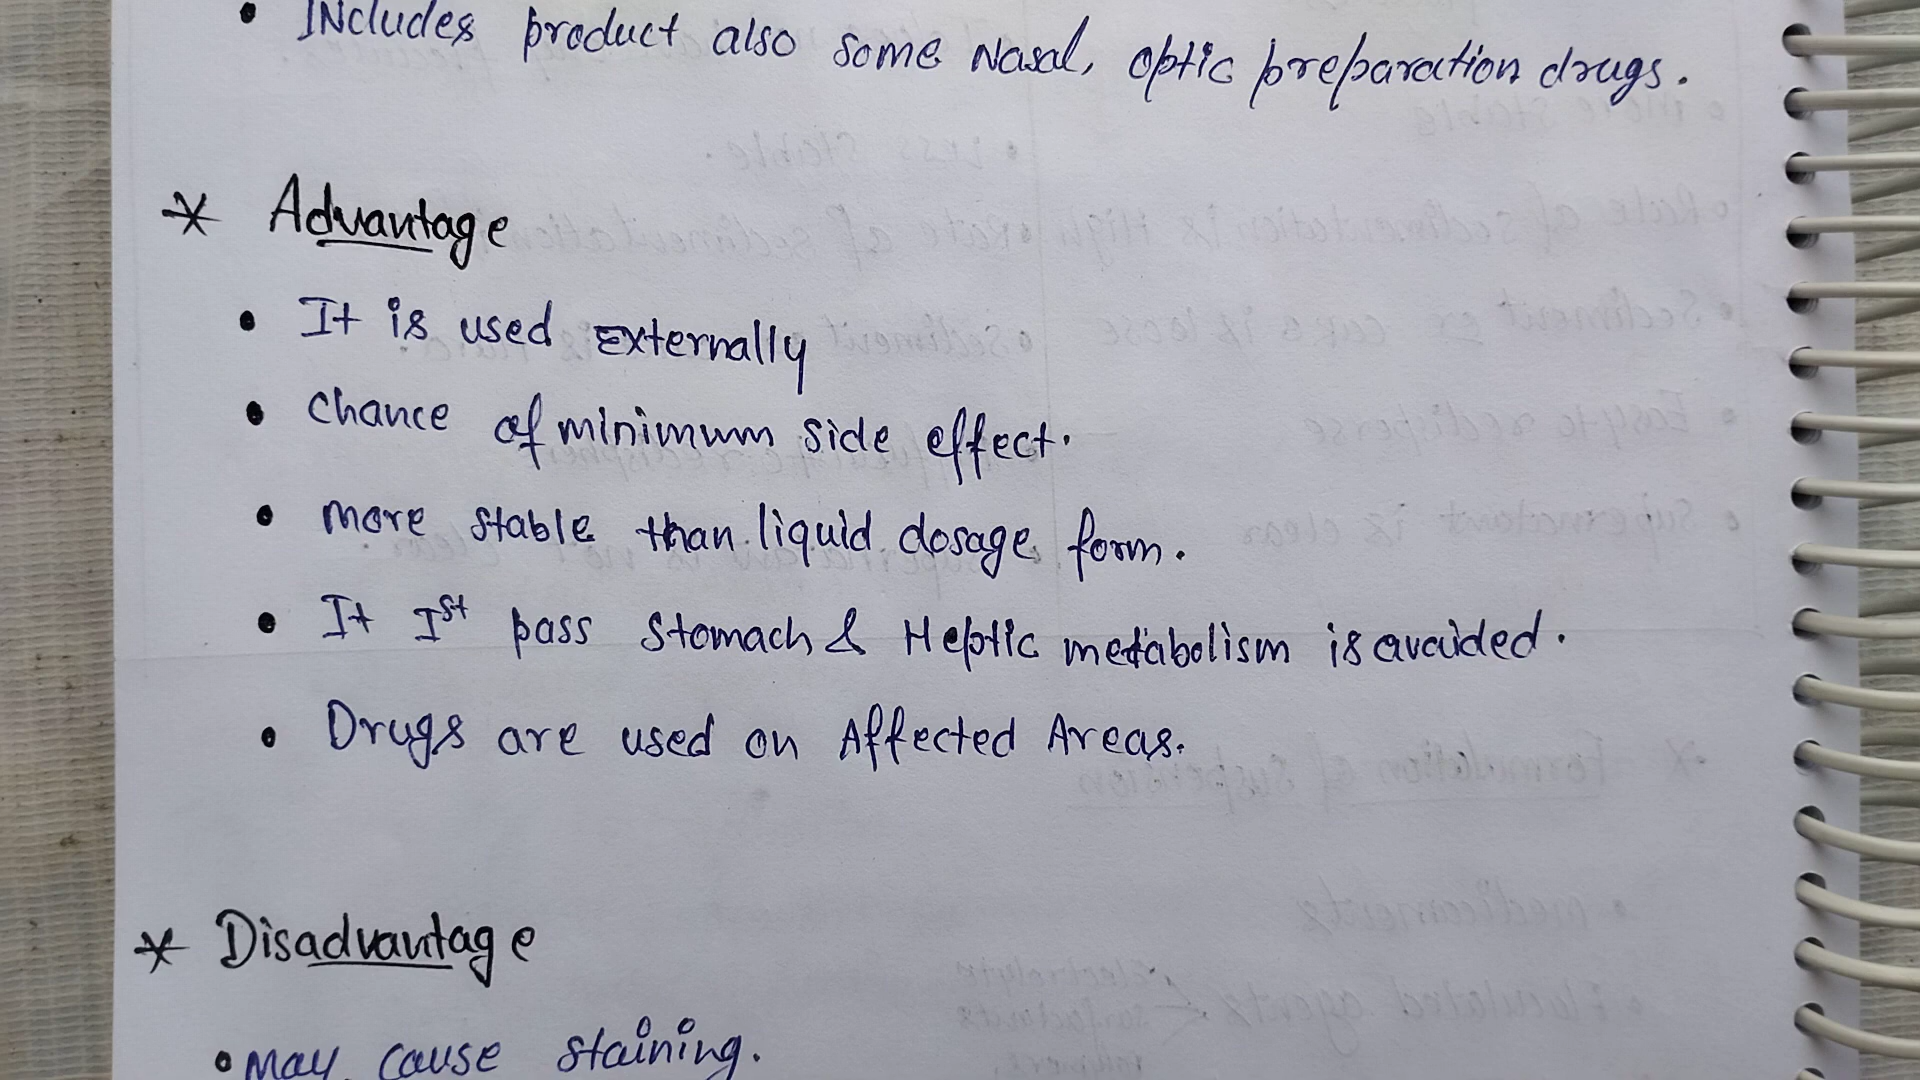 • INcludes product also some Nasal, optic preparation drugs.
* Advantage
• It is used Externally
• chance of minimum side effect.
• more stable than liquid dosage form.
• It Ist pass stomach & Heptic metabolism is avoided.
• Drugs are used on Affected Areas.
* Disadvantage
• may cause staining.